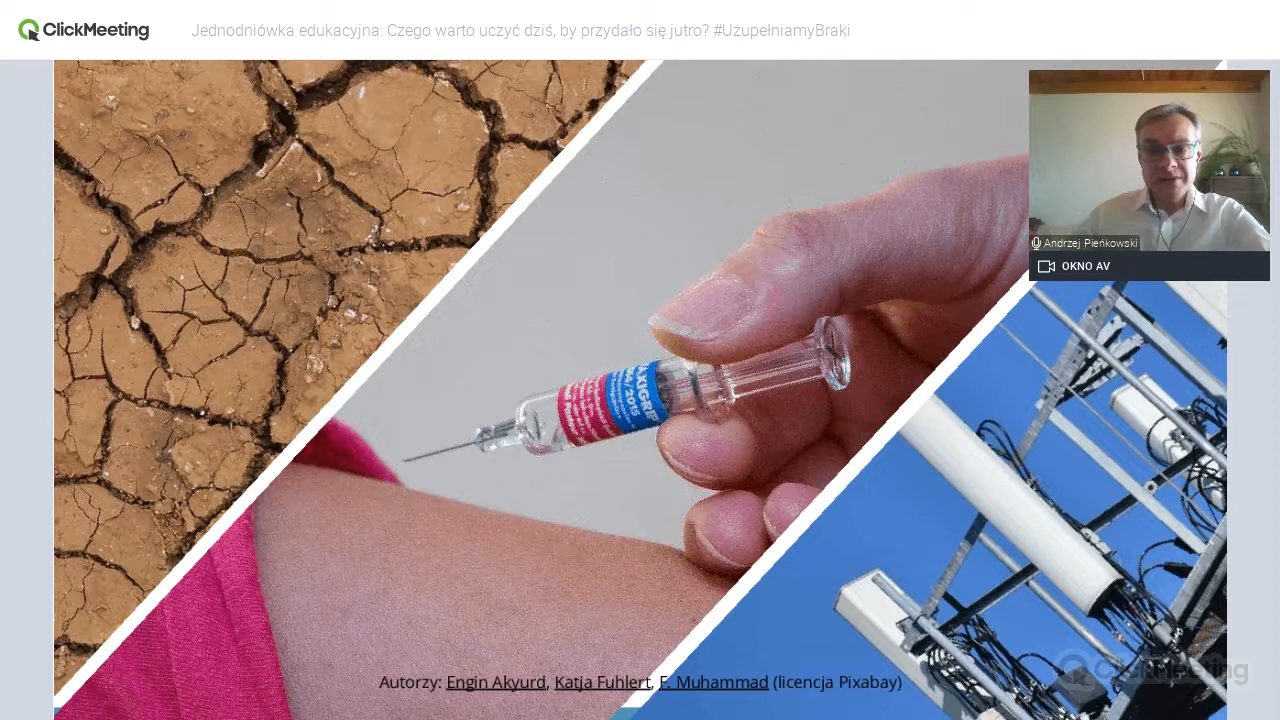 ClickMeeting
Jednodniówka edukacyjna: Czego warto uczyć dziś, by przydało się jutro? #UzupełniamyBraki
Andrzej Pieńkowski
OKNO AV
2015
ClickMeeting
Autorzy: Engin Akyurd, Katja Fuhlert, F. Muhammad (licencja Pixabay)